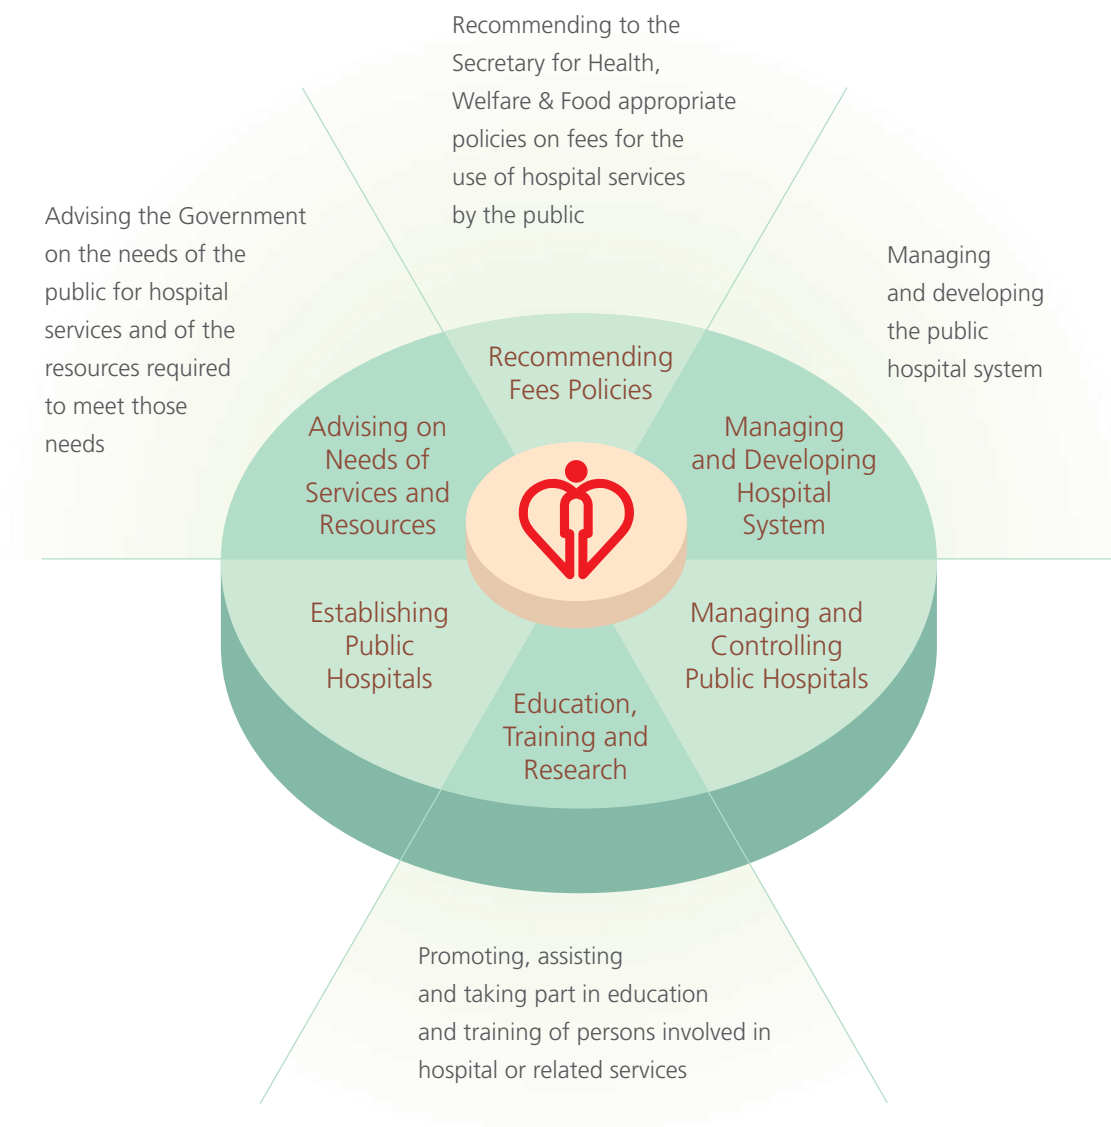 Recommending to the
Secretary for Health,
Welfare & Food appropriate
policies on fees for the
use of hospital services
by the public
Advising the Government
on the needs of the
public for hospital
services and of the
resources required
to meet those
needs
Managing
and developing
the public
hospital system
Recommending
Fees Policies
Advising on
Needs of
Services and
Resources
Managing
and Developing
Hospital
System
Establishing
Public
Hospitals
Managing and
Controlling
Public Hospitals
Education,
Training and
Research
Promoting, assisting
and taking part in education
and training of persons involved in
hospital or related services